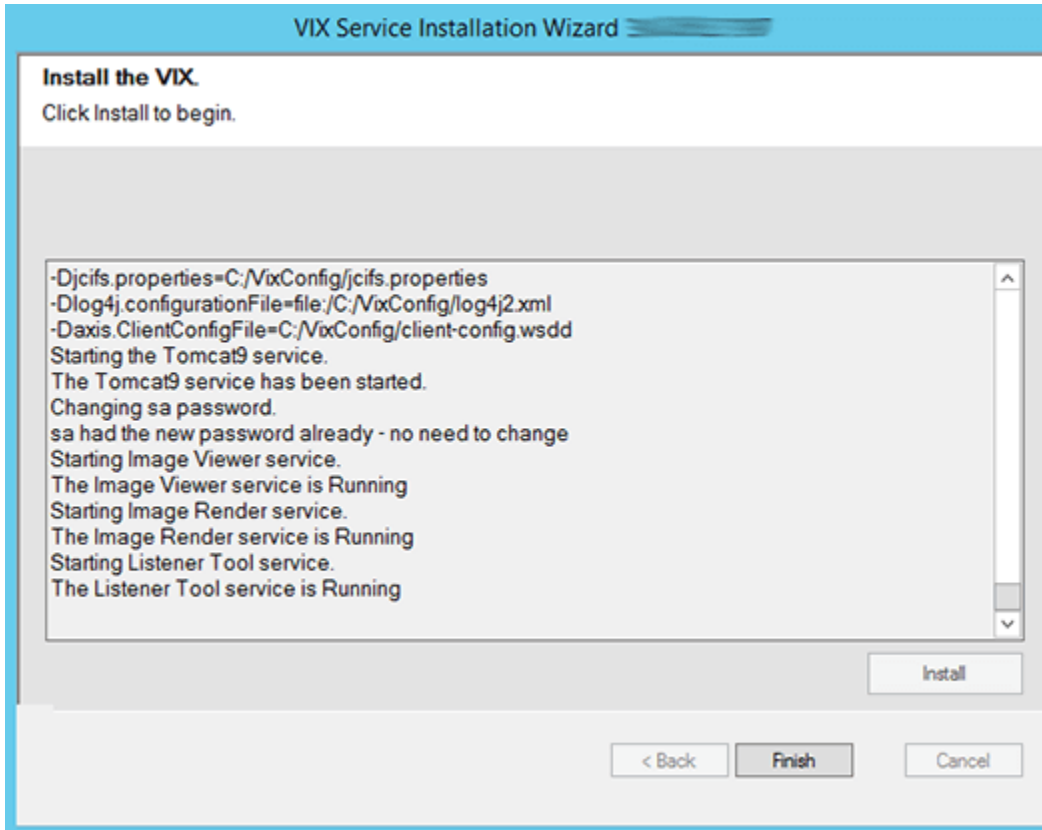 VIX Service Installation Wizard
Install the VIX.
Click Install to begin.
-Djcifs.properties=C:/VixConfig/jcifs.properties
-Dlog4j.configurationFile=file:/C:/VixConfig/log4j2.xml
-Daxis.ClientConfigFile=C:/VixConfig/client-config.wsdd
Starting the Tomcat9 service.
The Tomcat9 service has been started.
Changing sa password.
sa had the new password already - no need to change
Starting Image Viewer service.
The Image Viewer service is Running
Starting Image Render service.
The Image Render service is Running
Starting Listener Tool service.
The Listener Tool service is Running
Install
< Back Finish Cancel